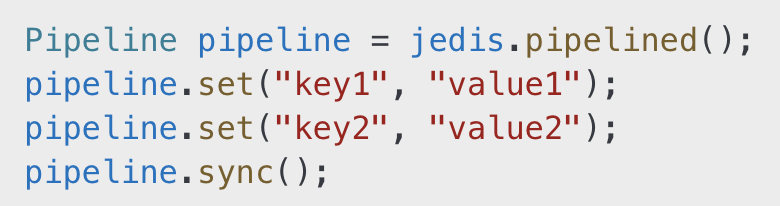 Pipeline pipeline = jedis.pipelined();
pipeline.set("key1", "value1");
pipeline.set("key2", "value2");
pipeline.sync();